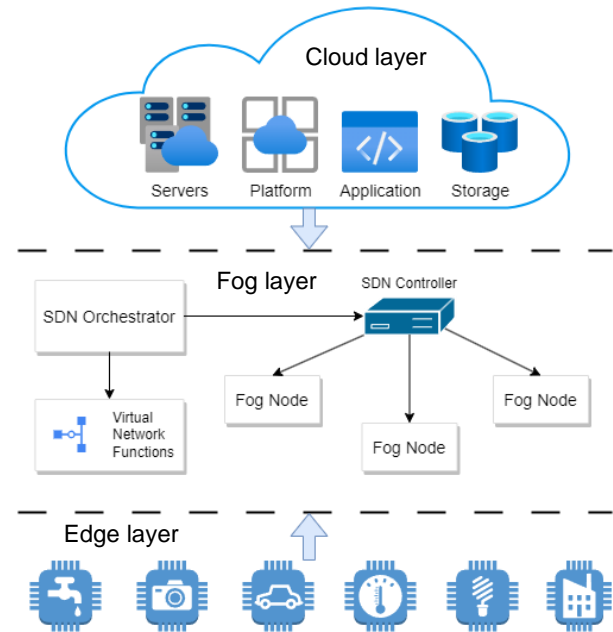 Cloud layer
Servers
Platform
Application
Storage
Fog layer
SDN Controller
SDN Orchestrator
Fog Node
Fog Node
Fog Node
Virtual
Network
Functions
Edge layer